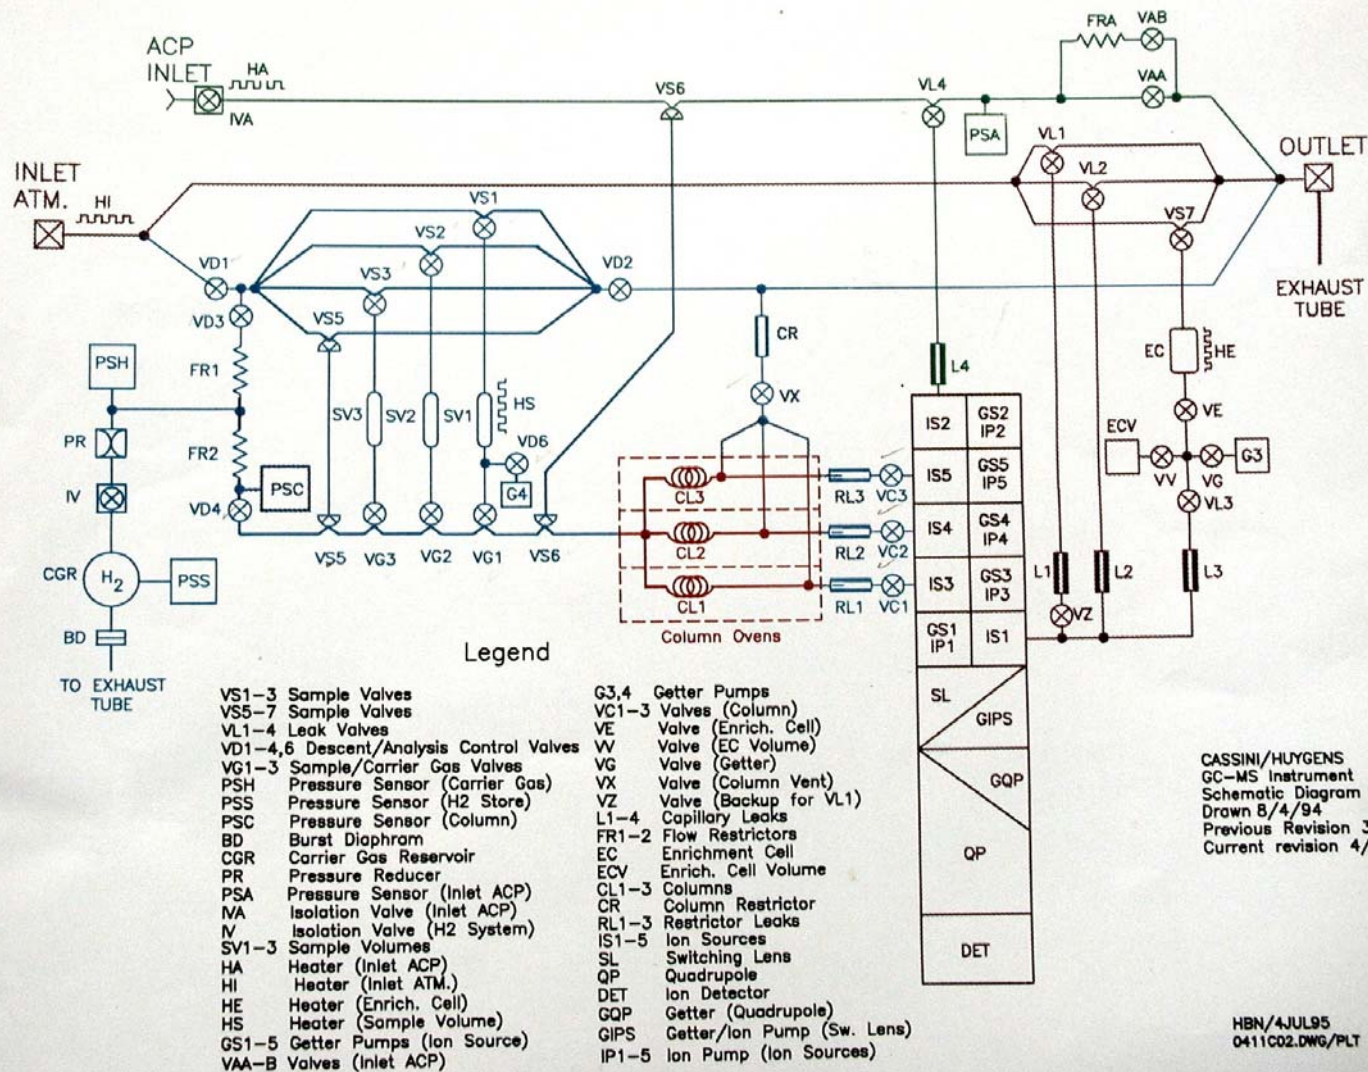 ACP
INLET
HA
IVA
VS6
VL4
FRA
VAB
VAA
PSA
VL1
VL2
VS7
OUTLET
EXHAUST
TUBE
INLET
ATM.
HI
VS1
VS2
VS3
VS5
VD1
VD2
VD3
FR1
FR2
PSH
PR
IV
PSC
VD4
CGR
H2
PSS
BD
TO EXHAUST
TUBE
SV3
SV2
SV1
HS
VD6
G4
VS5
VG3
VG2
VG1
VS6
CR
VX
CL3
CL2
CL1
Column Ovens
RL3
VC3
RL2
VC2
RL1
VC1
L4
IS2
GS2
IP2
IS5
GS5
IP5
IS4
GS4
IP4
IS3
GS3
IP3
GS1
IP1
IS1
SL
GIPS
GQP
QP
DET
EC
HE
VE
ECV
VV
VG
G3
VL3
L1
L2
L3
VZ
Legend
VS1-3 Sample Valves
VS5-7 Sample Valves
VL1-4 Leak Valves
VD1-4,6 Descent/Analysis Control Valves
VG1-3 Sample/Carrier Gas Valves
PSH Pressure Sensor (Carrier Gas)
PSS Pressure Sensor (H2 Store)
PSC Pressure Sensor (Column)
BD Burst Diaphram
CGR Carrier Gas Reservoir
PR Pressure Reducer
PSA Pressure Sensor (Inlet ACP)
IVA Isolation Valve (Inlet ACP)
IV Isolation Valve (H2 System)
SV1-3 Sample Volumes
HA Heater (Inlet ACP)
HI Heater (Inlet ATM.)
HE Heater (Enrich. Cell)
HS Heater (Sample Volume)
GS1-5 Getter Pumps (Ion Source)
VAA-B Valves (Inlet ACP)
G3,4 Getter Pumps
VC1-3 Valves (Column)
VE Valve (Enrich. Cell)
VV Valve (EC Volume)
VG Valve (Getter)
VX Valve (Column Vent)
VZ Valve (Backup for VL1)
L1-4 Capillary Leaks
FR1-2 Flow Restrictors
EC Enrichment Cell
ECV Enrich. Cell Volume
CL1-3 Columns
CR Column Restrictor
RL1-3 Restrictor Leaks
IS1-5 Ion Sources
SL Switching Lens
QP Quadrupole
DET Ion Detector
GQP Getter (Quadrupole)
GIPS Getter/Ion Pump (Sw. Lens)
IP1-5 Ion Pump (Ion Sources)
CASSINI/HUYGENS
GC-MS Instrument
Schematic Diagram
Drawn 8/4/94
Previous Revision 3
Current revision 4/
HBN/4JUL95
0411C02.DWG/PLT